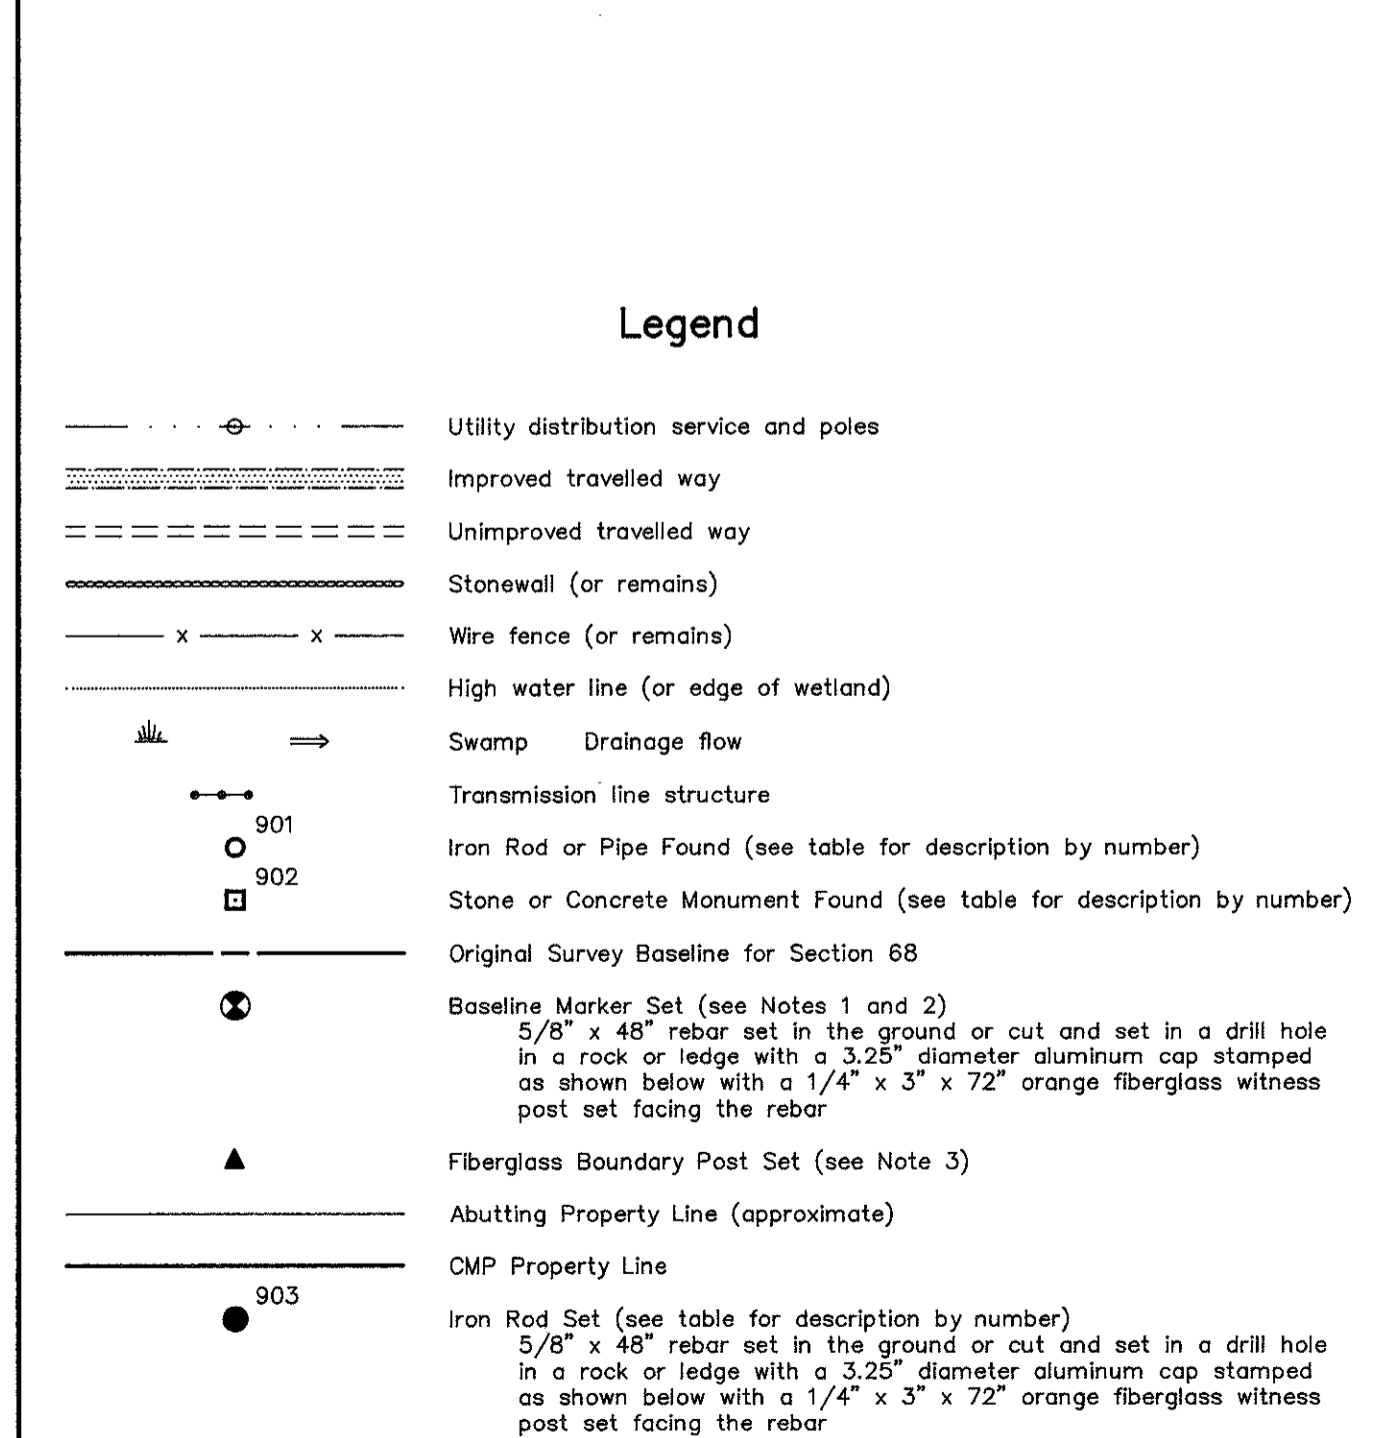 Legend
Utility distribution service and poles
Improved travelled way
Unimproved travelled way
Stonewall (or remains)
x x Wire fence (or remains)
High water line (or edge of wetland)
Swamp Drainage flow
Transmission line structure
901
Iron Rod or Pipe Found (see table for description by number)
902
Stone or Concrete Monument Found (see table for description by number)
Original Survey Baseline for Section 68
Baseline Marker Set (see Notes 1 and 2)
5/8" x 48" rebar set in the ground or cut and set in a drill hole
in a rock or ledge with a 3.25" diameter aluminum cap stamped
as shown below with a 1/4" x 3" x 72" orange fiberglass witness
post set facing the rebar
Fiberglass Boundary Post Set (see Note 3)
Abutting Property Line (approximate)
CMP Property Line
903
Iron Rod Set (see table for description by number)
5/8" x 48" rebar set in the ground or cut and set in a drill hole
in a rock or ledge with a 3.25" diameter aluminum cap stamped
as shown below with a 1/4" x 3" x 72" orange fiberglass witness
post set facing the rebar